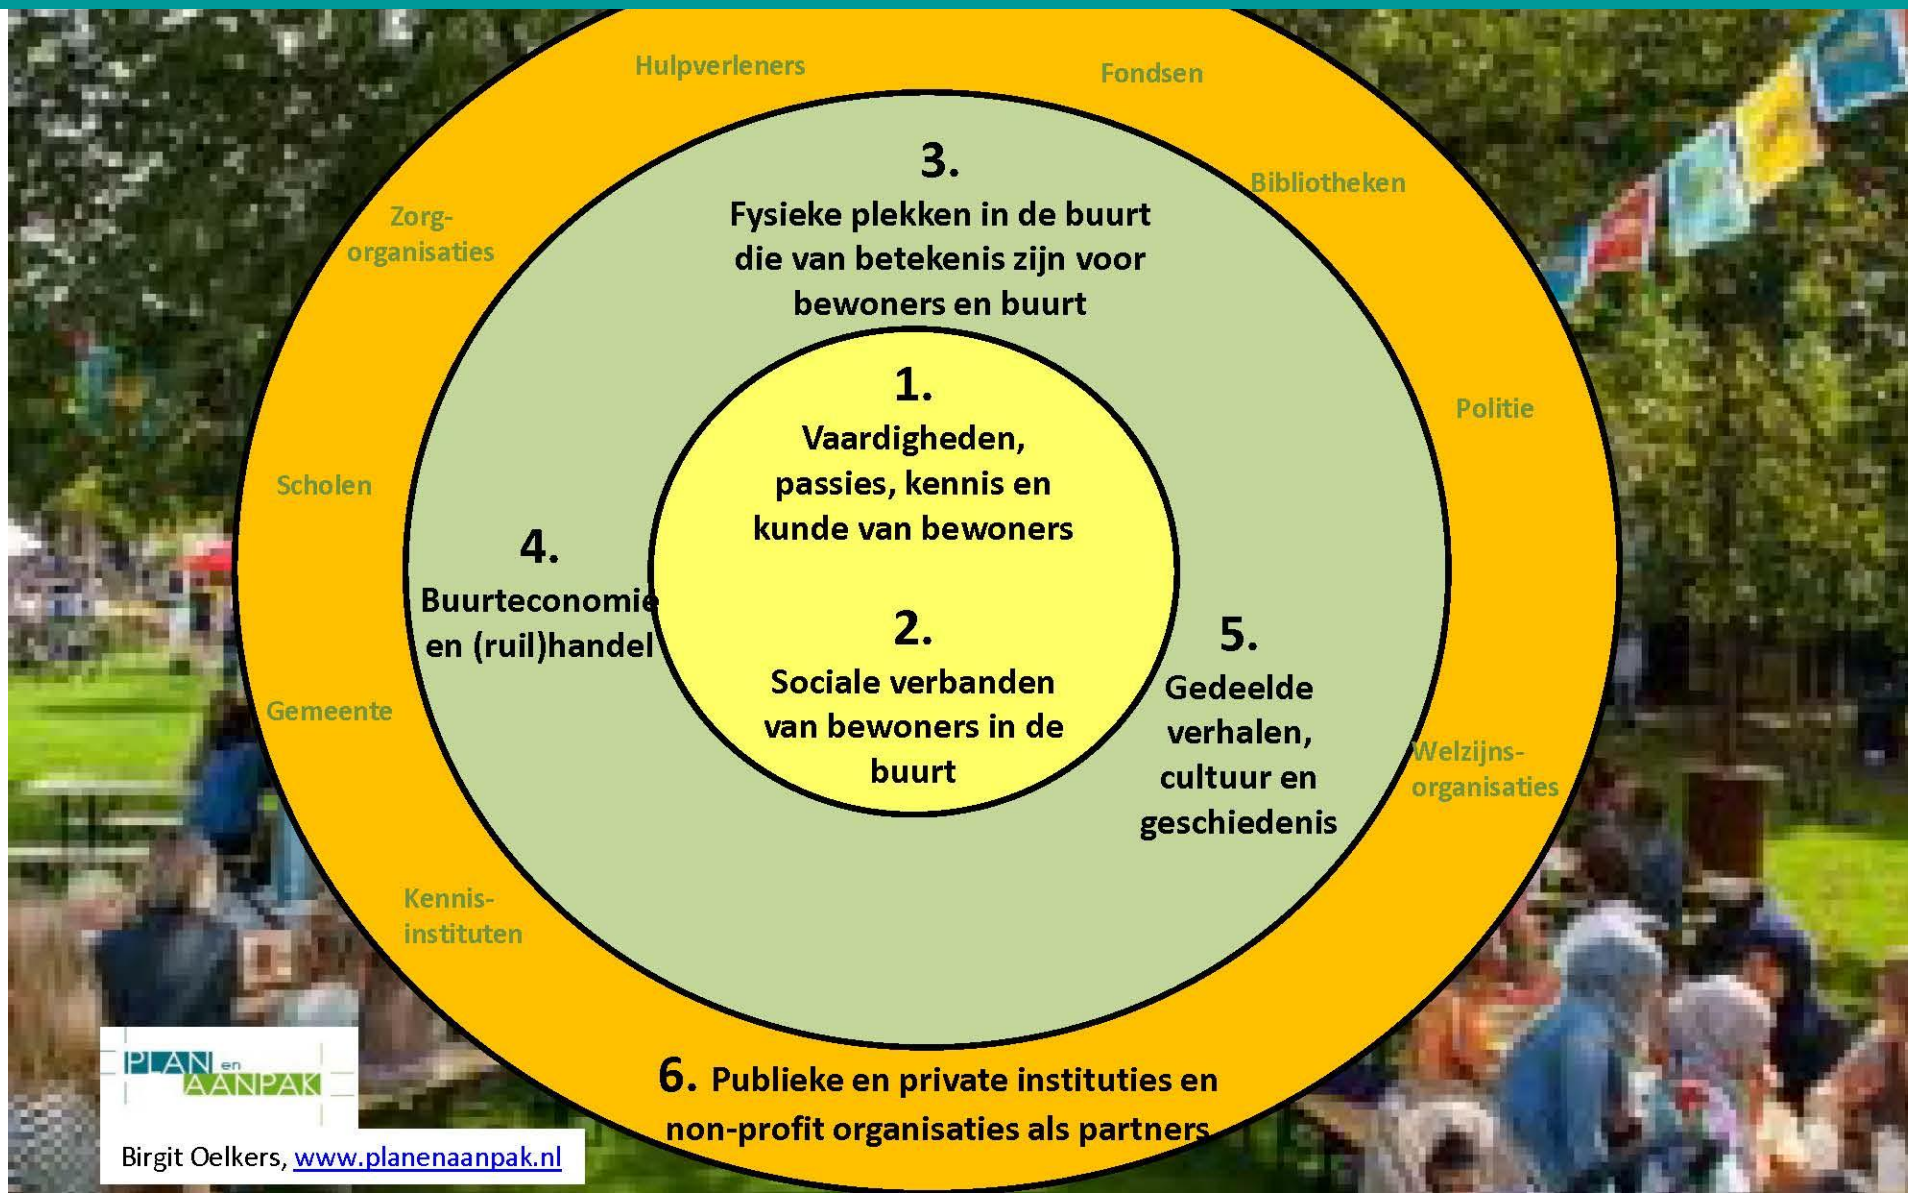 Hulpverleners
Fondsen
Bibliotheken
Zorg-
organisaties
Politie
Scholen
Gemeente
Welzijns-
organisaties
Kennis-
instituten
3.
Fysieke plekken in de buurt
die van betekenis zijn voor
bewoners en buurt
1.
Vaardigheden,
passies, kennis en
kunde van bewoners
2.
Sociale verbanden
van bewoners in de
buurt
4.
Buurteconomie
en (ruil)handel
5.
Gedeelde
verhalen,
cultuur en
geschiedenis
6. Publieke en private instituties en
non-profit organisaties als partners
PLAN en
AANPAK
Birgit Oelkers, www.planenaanpak.nl